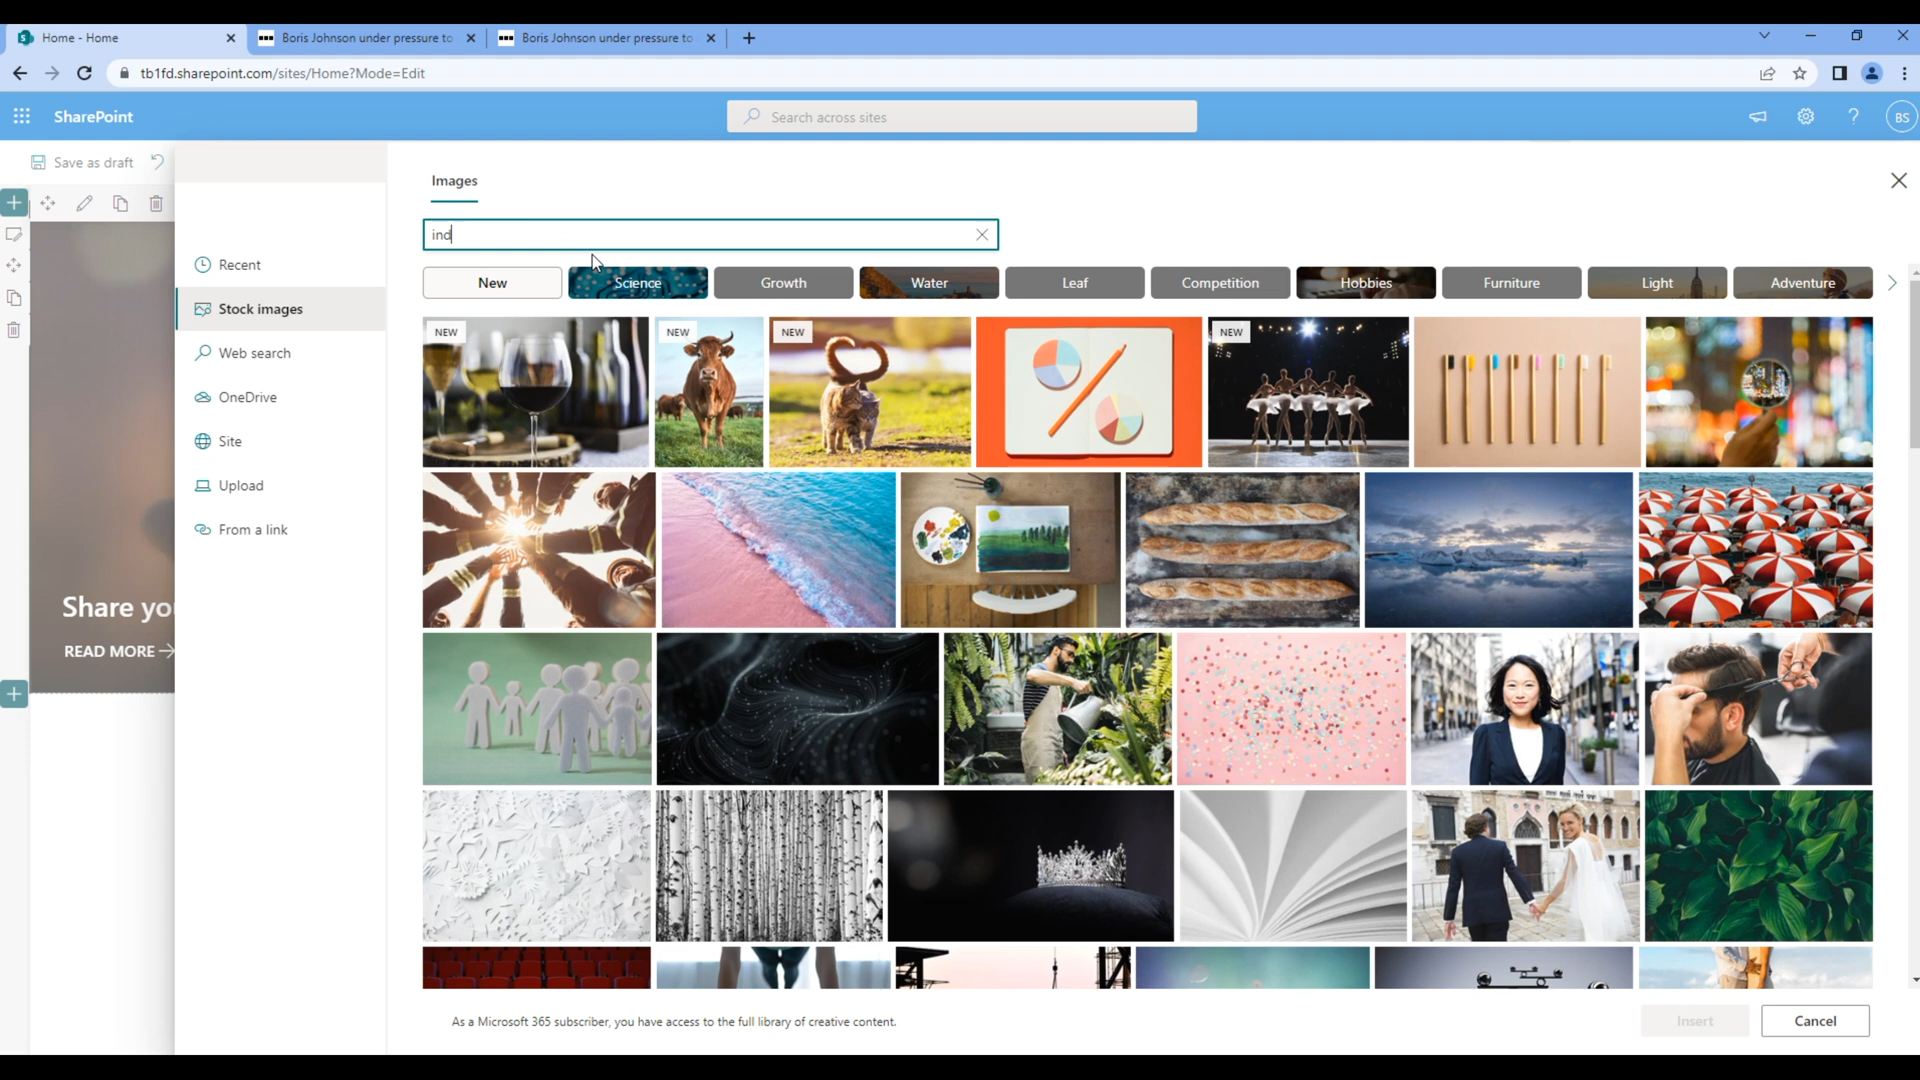 Home - Home
Boris Johnson under pressure to
Boris Johnson under pressure to
tb1fd.sharepoint.com/sites/Home?Mode=Edit
SharePoint
Search across sites
BS
Save as draft
Images
ind
Recent
Stock images
Web search
OneDrive
Site
Upload
From a link
New
Science
Growth
Water
Leaf
Competition
Hobbies
Furniture
Light
Adventure
NEW
NEW
NEW
NEW
Share you
READ MORE
As a Microsoft 365 subscriber, you have access to the full library of creative content.
Insert
Cancel